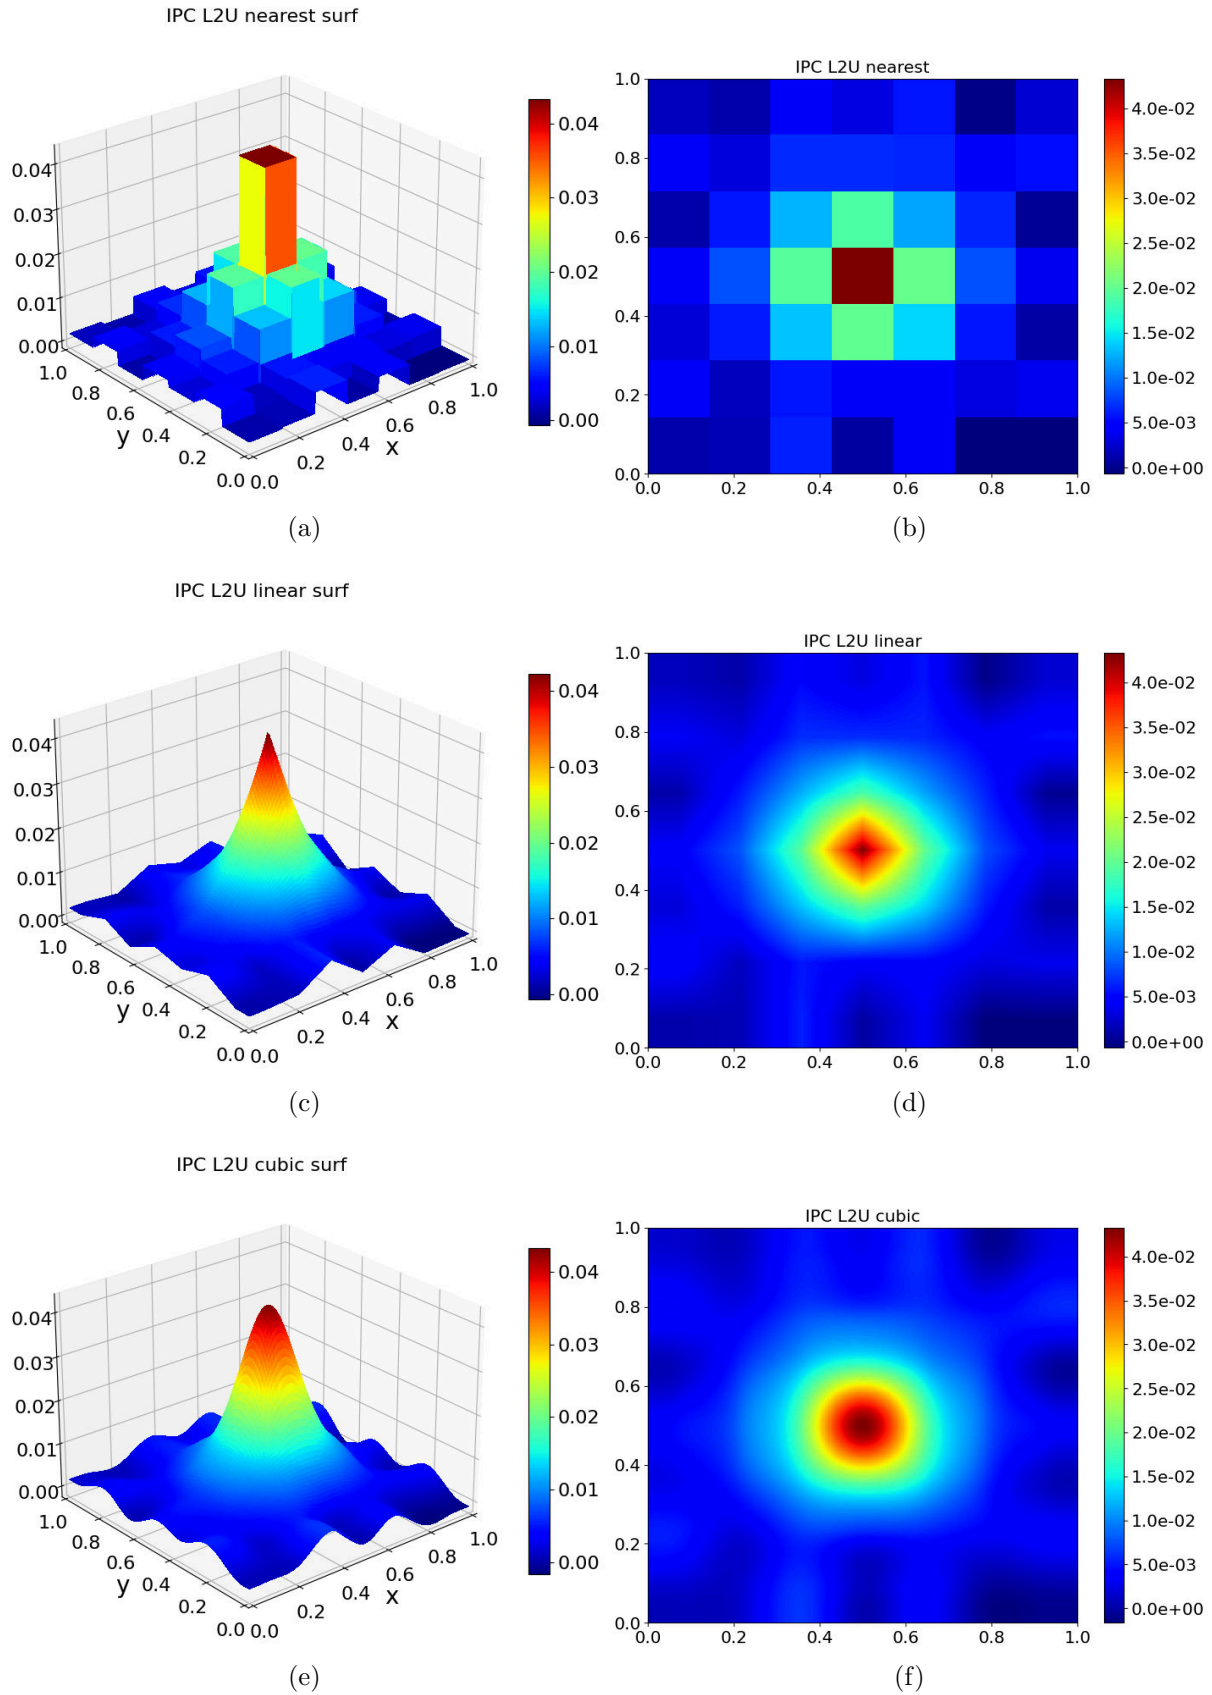 IPC L2U nearest surf
0.04
0.03
0.02
0.01
0.00
1.0
0.8
0.6
0.4
0.2
0.0
y
0.0
0.2
0.4
0.6
0.8
1.0
x
0.04
0.03
0.02
0.01
0.00
(a)
IPC L2U nearest
1.0
0.8
0.6
0.4
0.2
0.0
0.0 0.2 0.4 0.6 0.8 1.0
4.0e-02
3.5e-02
3.0e-02
2.5e-02
2.0e-02
1.5e-02
1.0e-02
5.0e-03
0.0e+00
(b)
IPC L2U linear surf
0.04
0.03
0.02
0.01
0.00
1.0
0.8
0.6
0.4
0.2
0.0
y
0.0
0.2
0.4
0.6
0.8
1.0
x
0.04
0.03
0.02
0.01
0.00
(c)
IPC L2U linear
1.0
0.8
0.6
0.4
0.2
0.0
0.0 0.2 0.4 0.6 0.8 1.0
4.0e-02
3.5e-02
3.0e-02
2.5e-02
2.0e-02
1.5e-02
1.0e-02
5.0e-03
0.0e+00
(d)
IPC L2U cubic surf
0.04
0.03
0.02
0.01
0.00
1.0
0.8
0.6
0.4
0.2
0.0
y
0.0
0.2
0.4
0.6
0.8
1.0
x
0.04
0.03
0.02
0.01
0.00
(e)
IPC L2U cubic
1.0
0.8
0.6
0.4
0.2
0.0
0.0 0.2 0.4 0.6 0.8 1.0
4.0e-02
3.5e-02
3.0e-02
2.5e-02
2.0e-02
1.5e-02
1.0e-02
5.0e-03
0.0e+00
(f)